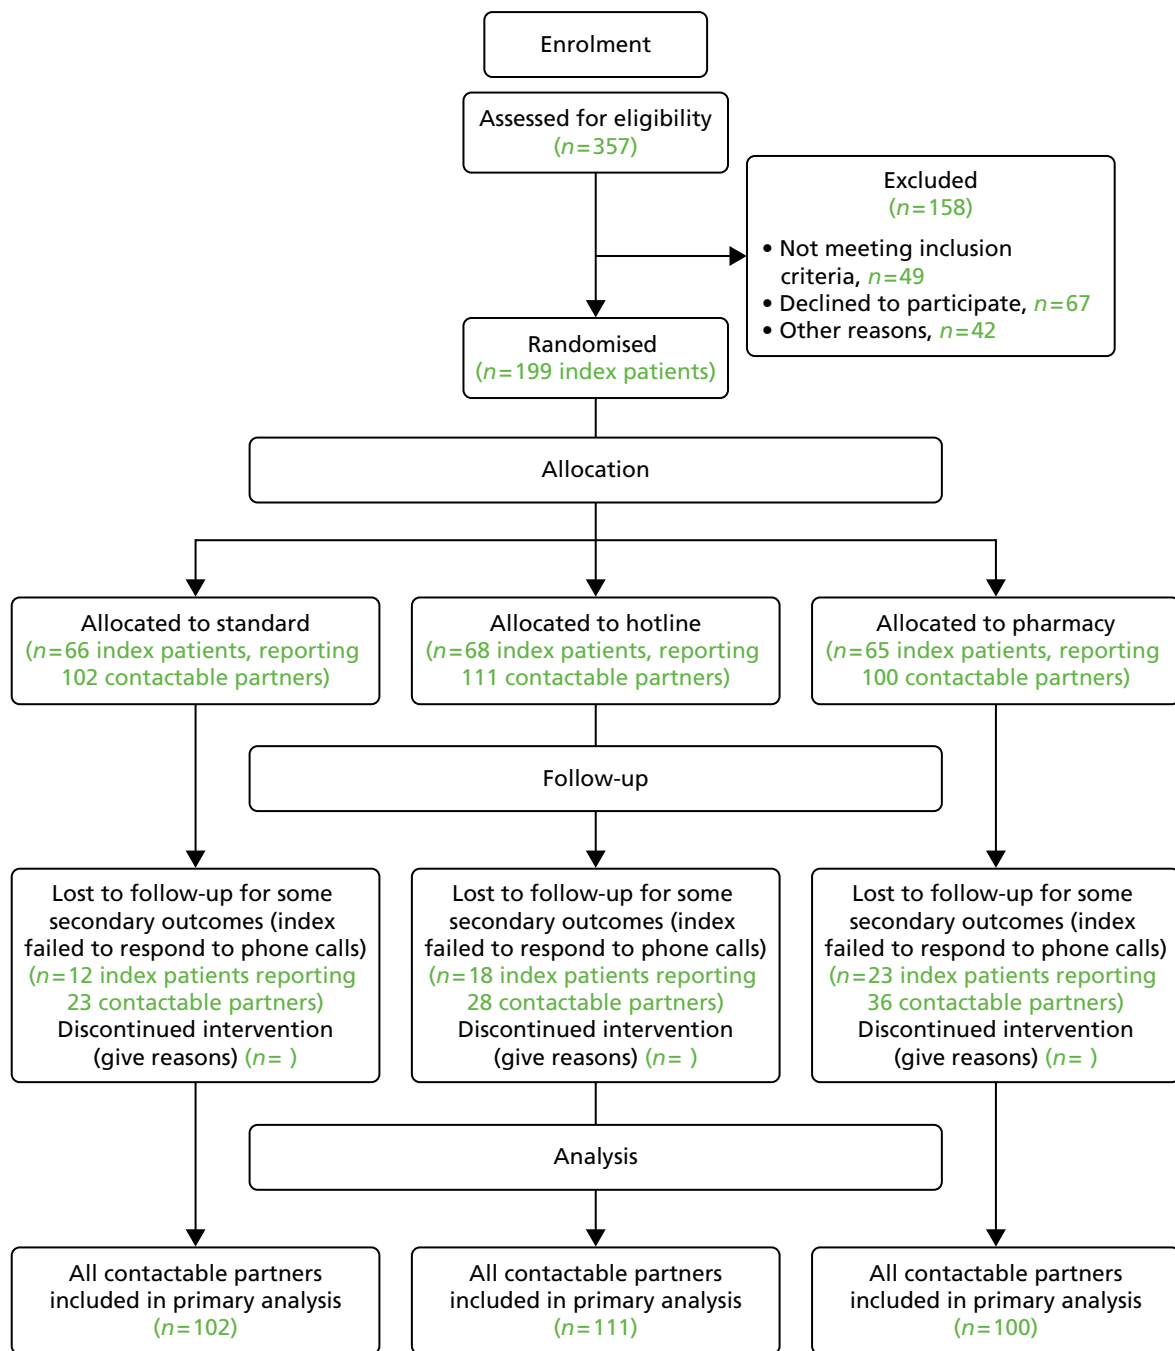 Enrolment
Assessed for eligibility
(n=357)
Excluded
(n=158)
• Not meeting inclusion
criteria, n=49
• Declined to participate, n=67
• Other reasons, n=42
Randomised
(n=199 index patients)
Allocation
Allocated to standard
(n=66 index patients, reporting
102 contactable partners)
Allocated to hotline
(n=68 index patients, reporting
111 contactable partners)
Allocated to pharmacy
(n=65 index patients, reporting
100 contactable partners)
Follow-up
Lost to follow-up for some
secondary outcomes (index
failed to respond to phone calls)
(n=12 index patients reporting
23 contactable partners)
Discontinued intervention
(give reasons) (n= )
Lost to follow-up for some
secondary outcomes (index
failed to respond to phone calls)
(n=18 index patients reporting
28 contactable partners)
Discontinued intervention
(give reasons) (n= )
Lost to follow-up for some
secondary outcomes (index
failed to respond to phone calls)
(n=23 index patients reporting
36 contactable partners)
Discontinued intervention
(give reasons) (n= )
Analysis
All contactable partners
included in primary analysis
(n=102)
All contactable partners
included in primary analysis
(n=111)
All contactable partners
included in primary analysis
(n=100)